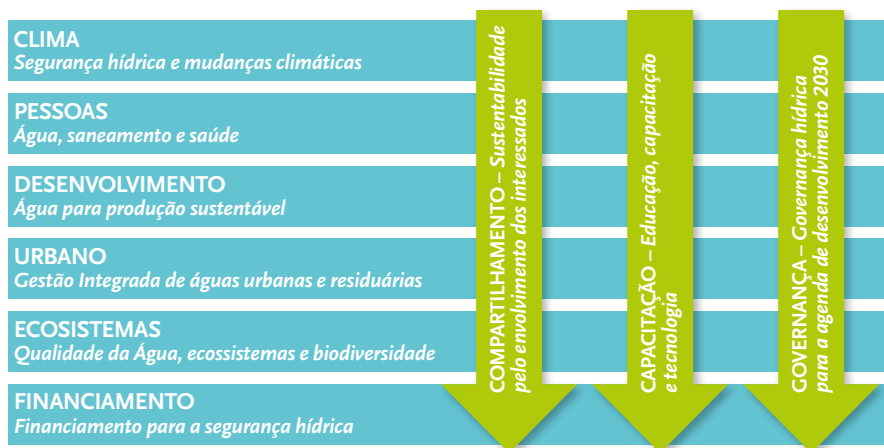 CLIMA
Segurança hídrica e mudanças climáticas
PESSOAS
Água, saneamento e saúde
DESENVOLVIMENTO
Água para produção sustentável
URBANO
Gestão Integrada de águas urbanas e residuárias
ECOSISTEMAS
Qualidade da Água, ecossistemas e biodiversidade
FINANCIAMENTO
Financiamento para a segurança hídrica
COMPARTILHAMENTO – Sustentabilidade
pelo envolvimento dos interessados
CAPACITAÇÃO – Educação, capacitação
e tecnologia
GOVERNANÇA – Governança hídrica
para a agenda de desenvolvimento 2030